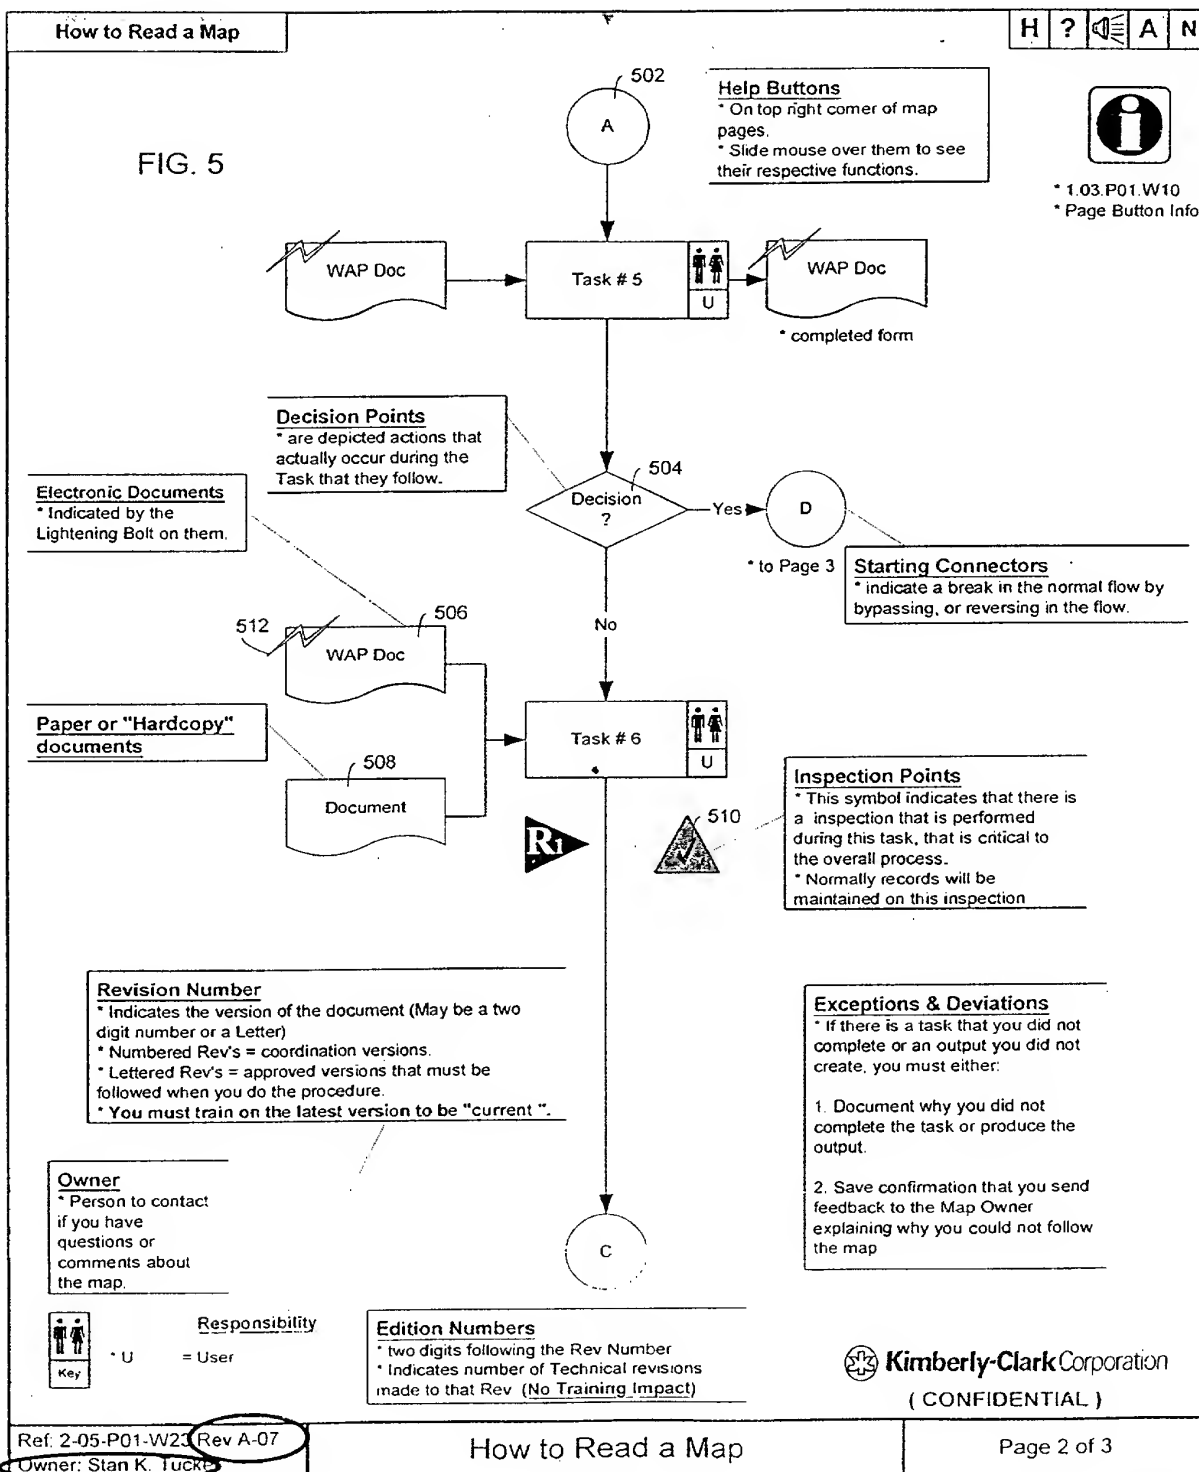 How to Read a Map
H ? A N
FIG. 5
502
A
Help Buttons
* On top right corner of map
pages.
* Slide mouse over them to see
their respective functions.
i
* 1.03.P01.W10
* Page Button Info
WAP Doc
Task # 5
U
WAP Doc
* completed form
Decision Points
* are depicted actions that
actually occur during the
Task that they follow.
504
Decision
?
Yes
D
* to Page 3
Electronic Documents
* Indicated by the
Lightening Bolt on them.
Starting Connectors
* indicate a break in the normal flow by
bypassing, or reversing in the flow.
No
512
506
WAP Doc
Paper or "Hardcopy"
documents
Task # 6
U
508
Document
R1
510
Inspection Points
* This symbol indicates that there is
a inspection that is performed
during this task, that is critical to
the overall process.
* Normally records will be
maintained on this inspection
Revision Number
* Indicates the version of the document (May be a two
digit number or a Letter)
* Numbered Rev's = coordination versions.
* Lettered Rev's = approved versions that must be
followed when you do the procedure.
* You must train on the latest version to be "current ".
Exceptions & Deviations
* If there is a task that you did not
complete or an output you did not
create, you must either:
1. Document why you did not
complete the task or produce the
output.
2. Save confirmation that you send
feedback to the Map Owner
explaining why you could not follow
the map
Owner
* Person to contact
if you have
questions or
comments about
the map.
C
Key
Responsibility
* U = User
Edition Numbers
* two digits following the Rev Number
* Indicates number of Technical revisions
made to that Rev (No Training Impact)
Kimberly-Clark Corporation
( CONFIDENTIAL )
Ref: 2-05-P01-W23 Rev A-07
Owner: Stan K. Tucke
How to Read a Map
Page 2 of 3